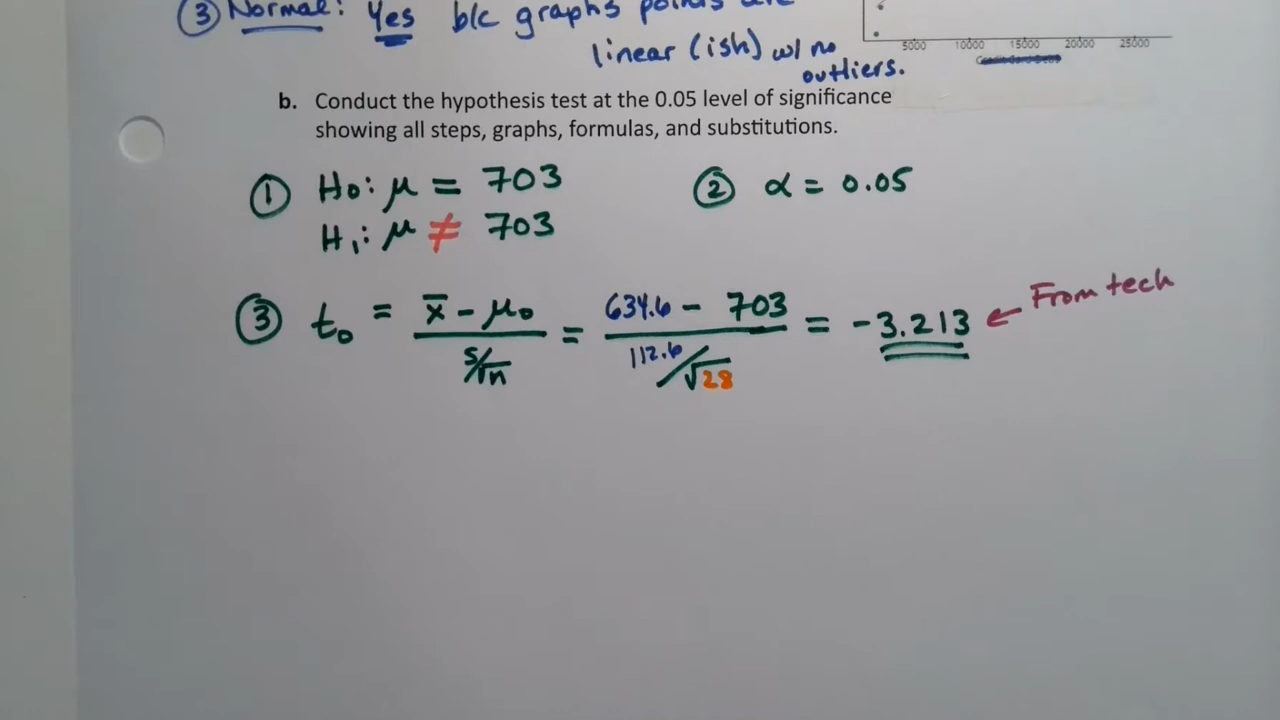 ③ Normal: Yes b/c graphs points are
linear (ish) w/ no
outliers.
5000 10000 15000 20000 25000
b. Conduct the hypothesis test at the 0.05 level of significance
showing all steps, graphs, formulas, and substitutions.
① H₀: μ = 703
② α = 0.05
H₁: μ ≠ 703
③ t₀ = x̄ - μ₀ / s/√n = 634.6 - 703 / 112.6/√28 = -3.213 ← From tech